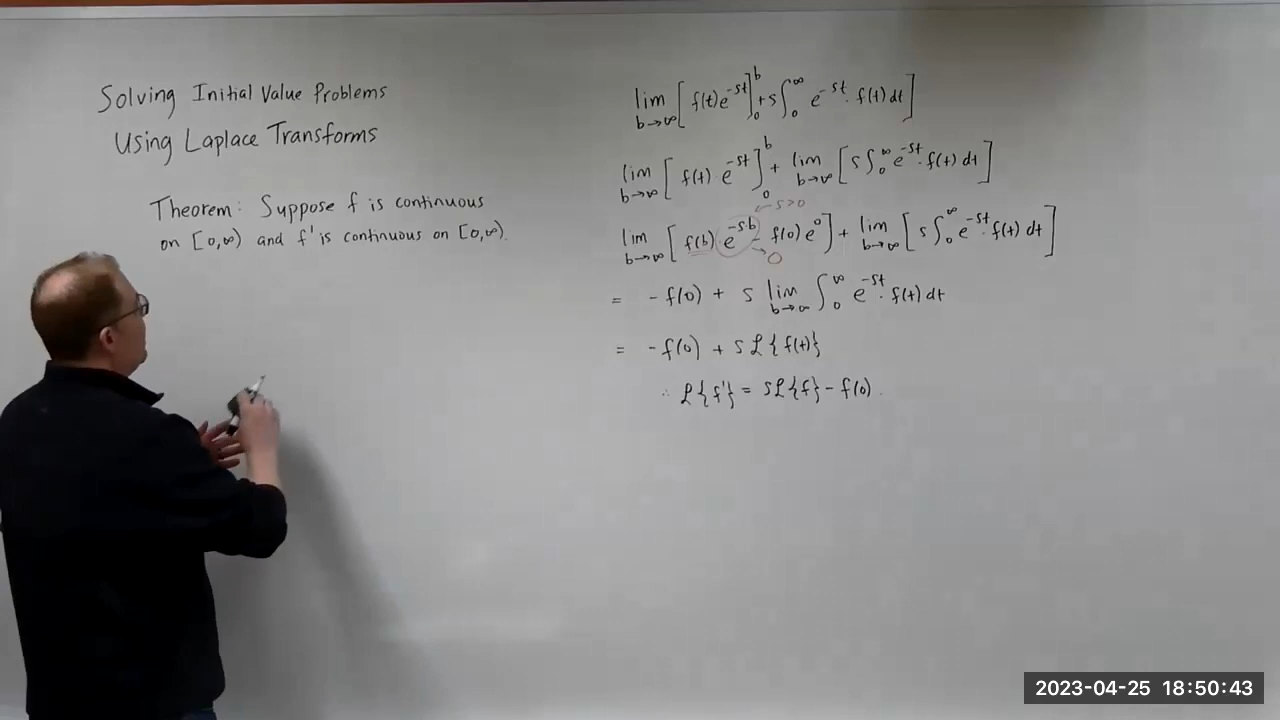 Solving Initial Value Problems
Using Laplace Transforms
Theorem: Suppose f is continuous
on [0,∞) and f' is continuous on [0,∞).
lim b→∞ [f(t)e^-st]_0^b + s∫_0^∞ e^-st · f(t) dt]
lim b→∞ [f(t) e^-st]_0^b + lim b→∞ [s∫_0^∞ e^-st · f(t) dt]
← s>0
lim b→∞ [f(b) e^-sb - f(0) e^0] + lim b→∞ [s∫_0^∞ e^-st · f(t) dt]
→ 0
= -f(0) + s lim b→∞ ∫_0^∞ e^-st · f(t) dt
= -f(0) + s ℒ{f(t)}
∴ ℒ{f'} = sℒ{f} - f(0).
2023-04-25 18:50:43